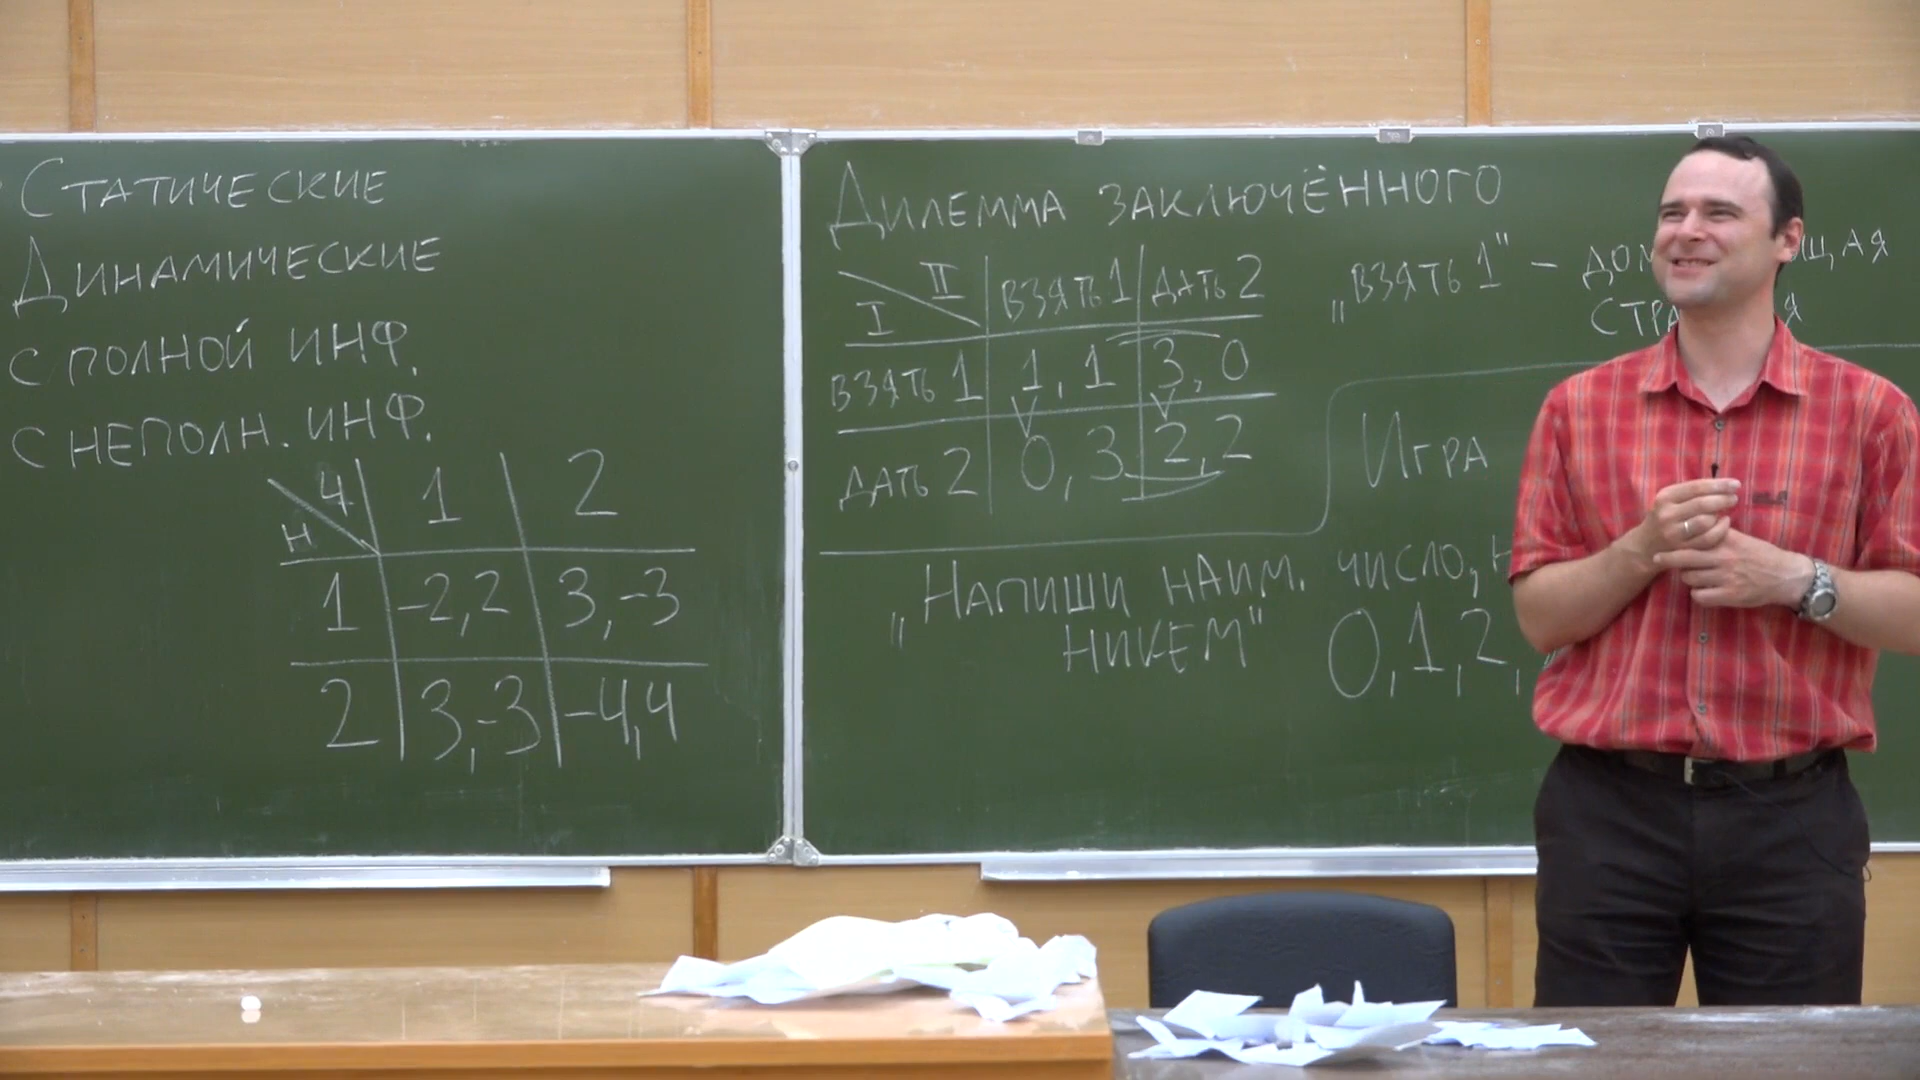 Статические
Динамические
с полной инф.
с неполн. инф.
Ч 1 2
Н
1 -2,2 3,-3
2 3,-3 -4,4
Дилемма заключённого
II взять 1 дать 2
I
взять 1 1,1 3,0
дать 2 0,3 2,2
„взять 1" –
Игра
„Напиши наим. число,
никем"
0,1,2,